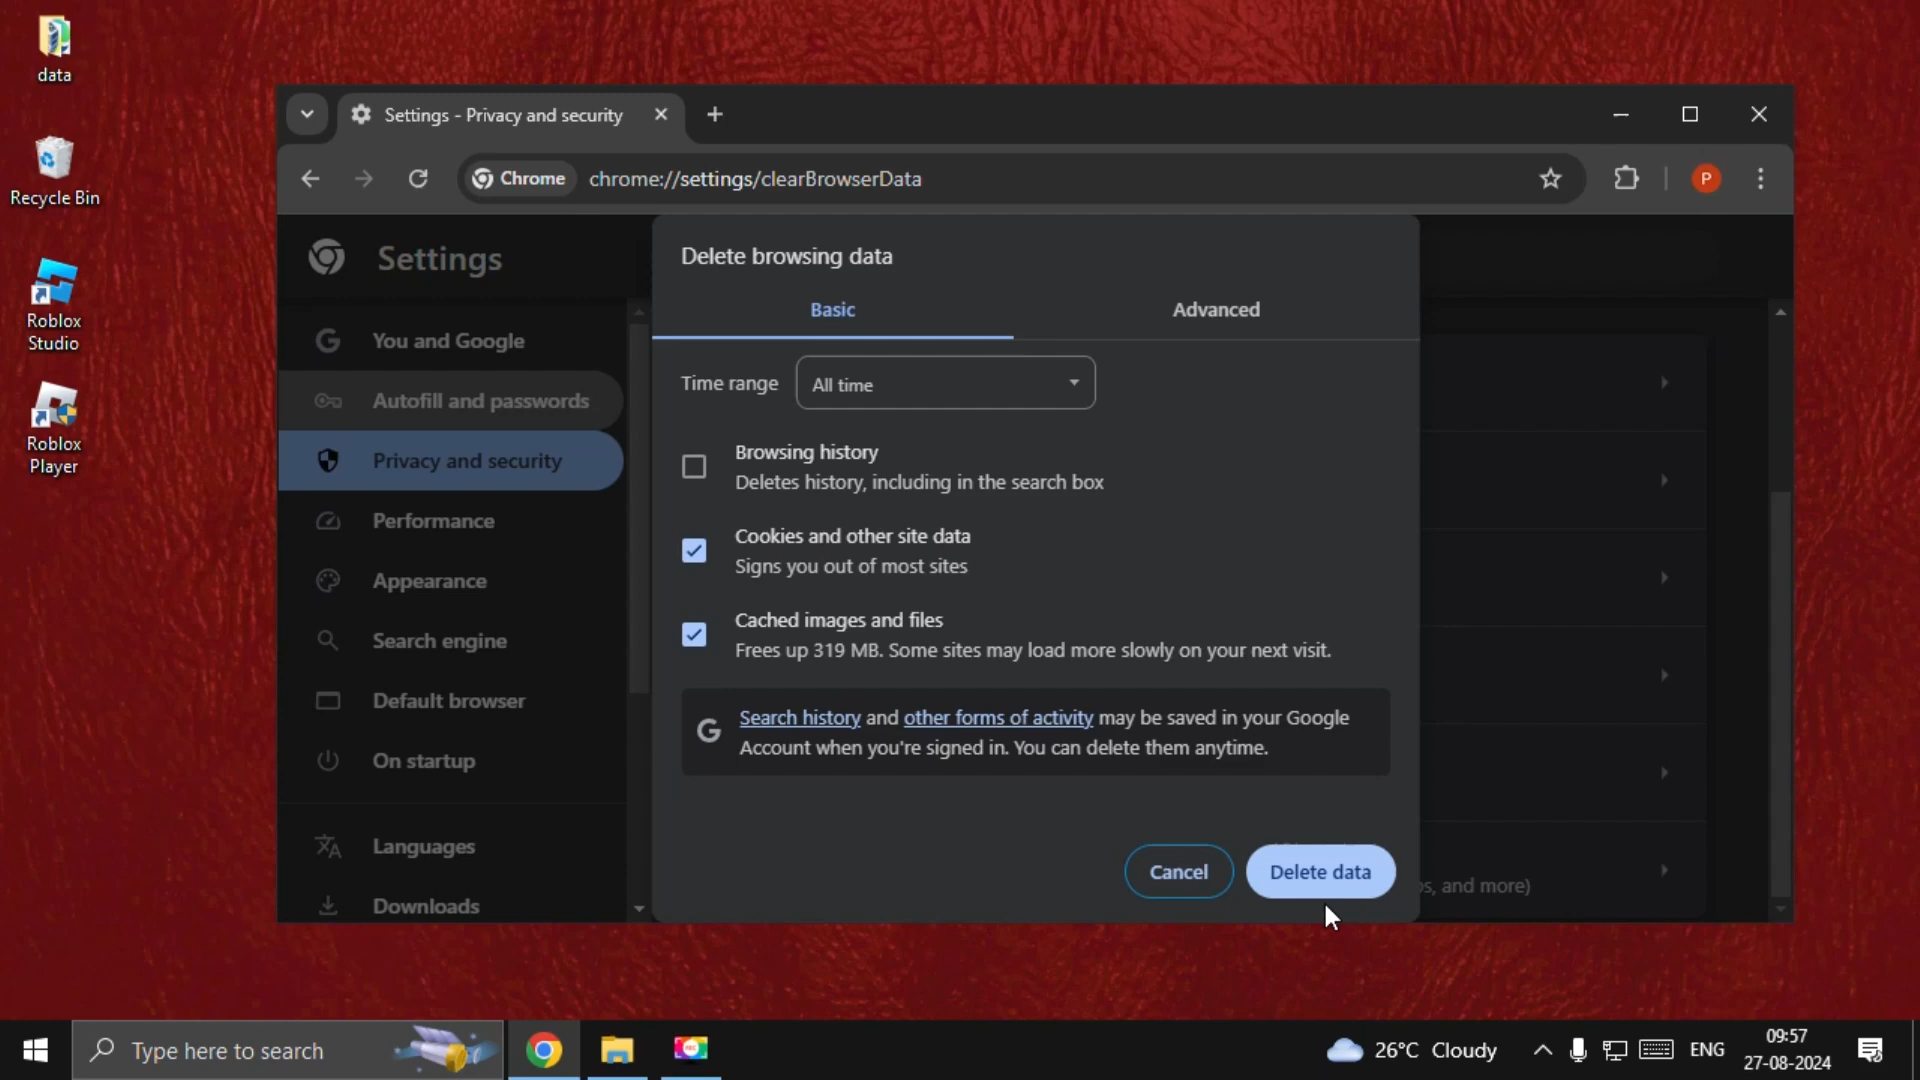 data
Recycle Bin
Roblox
Studio
Roblox
Player
Settings - Privacy and security
Chrome
chrome://settings/clearBrowserData
P
Settings
You and Google
Autofill and passwords
Privacy and security
Performance
Appearance
Search engine
Default browser
On startup
Languages
Downloads
Delete browsing data
Basic
Advanced
Time range
All time
Browsing history
Deletes history, including in the search box
Cookies and other site data
Signs you out of most sites
Cached images and files
Frees up 319 MB. Some sites may load more slowly on your next visit.
Search history and other forms of activity may be saved in your Google
Account when you're signed in. You can delete them anytime.
Cancel
Delete data
and more)
Type here to search
REC
26°C Cloudy
ENG
09:57
27-08-2024